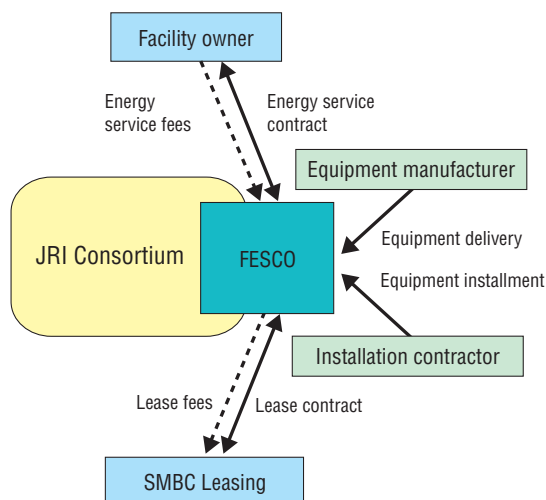 Facility owner
Energy
service fees
Energy service
contract
Equipment manufacturer
Equipment delivery
JRI Consortium
FESCO
Equipment installment
Installation contractor
Lease fees
Lease contract
SMBC Leasing